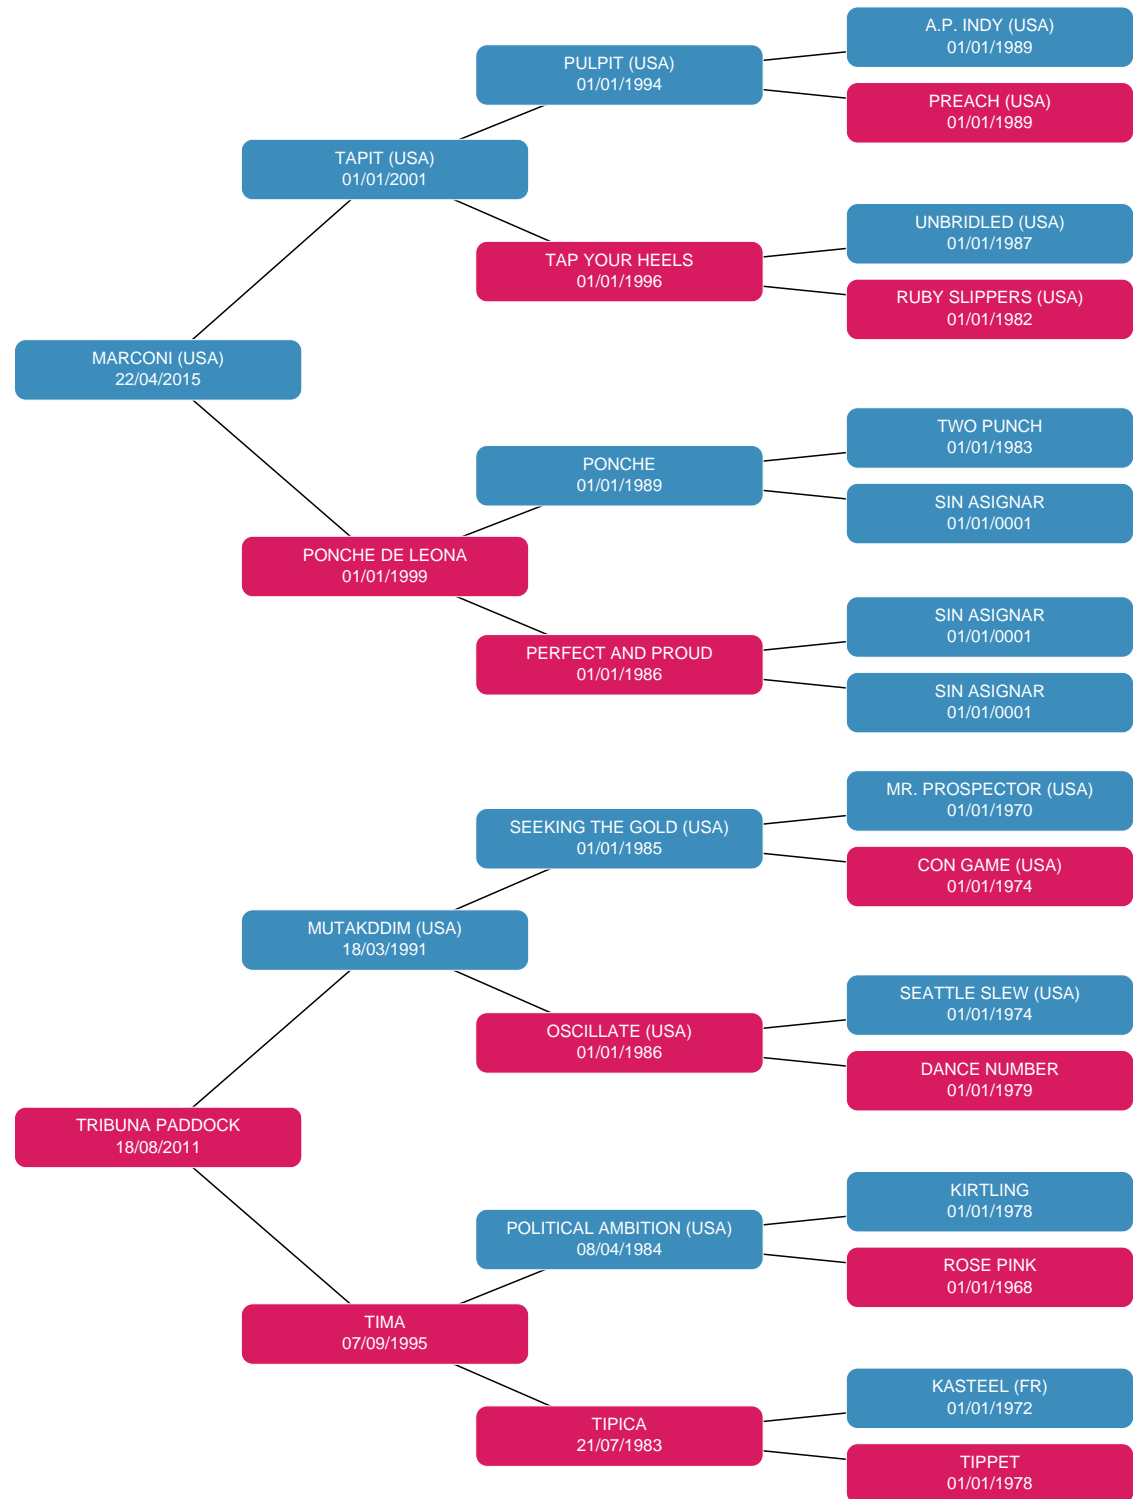 A.P. INDY (USA)
01/01/1989
PULPIT (USA)
01/01/1994
PREACH (USA)
01/01/1989
TAPIT (USA)
01/01/2001
UNBRIDLED (USA)
01/01/1987
TAP YOUR HEELS
01/01/1996
RUBY SLIPPERS (USA)
01/01/1982
MARCONI (USA)
22/04/2015
TWO PUNCH
01/01/1983
PONCHE
01/01/1989
SIN ASIGNAR
01/01/0001
PONCHE DE LEONA
01/01/1999
SIN ASIGNAR
01/01/0001
PERFECT AND PROUD
01/01/1986
SIN ASIGNAR
01/01/0001
MR. PROSPECTOR (USA)
01/01/1970
SEEKING THE GOLD (USA)
01/01/1985
CON GAME (USA)
01/01/1974
MUTAKDDIM (USA)
18/03/1991
SEATTLE SLEW (USA)
01/01/1974
OSCILLATE (USA)
01/01/1986
DANCE NUMBER
01/01/1979
TRIBUNA PADDOCK
18/08/2011
KIRTLING
01/01/1978
POLITICAL AMBITION (USA)
08/04/1984
ROSE PINK
01/01/1968
TIMA
07/09/1995
KASTEEL (FR)
01/01/1972
TIPICA
21/07/1983
TIPPET
01/01/1978